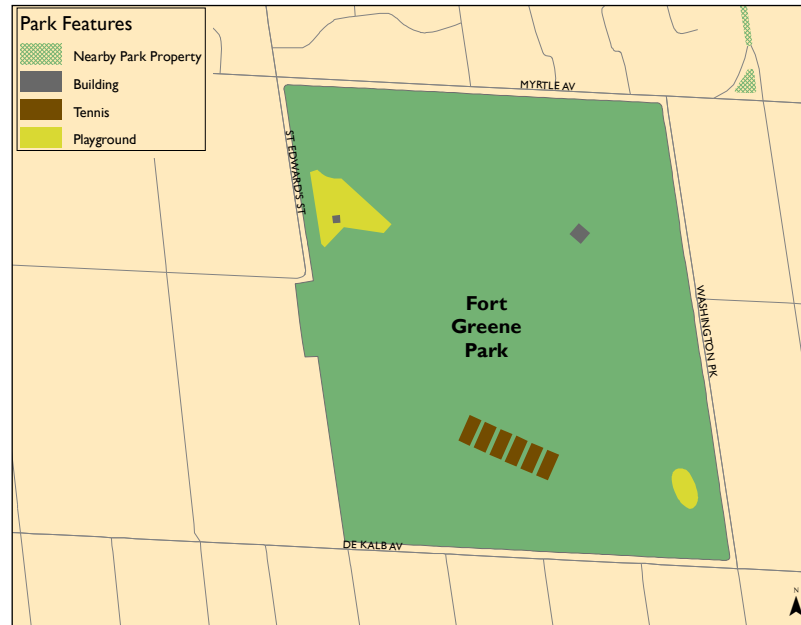 Park Features
Nearby Park Property
Building
Tennis
Playground
MYRTLE AV
ST EDWARD'S ST
WASHINGTON PK
Fort
Greene
Park
DE KALB AV
N